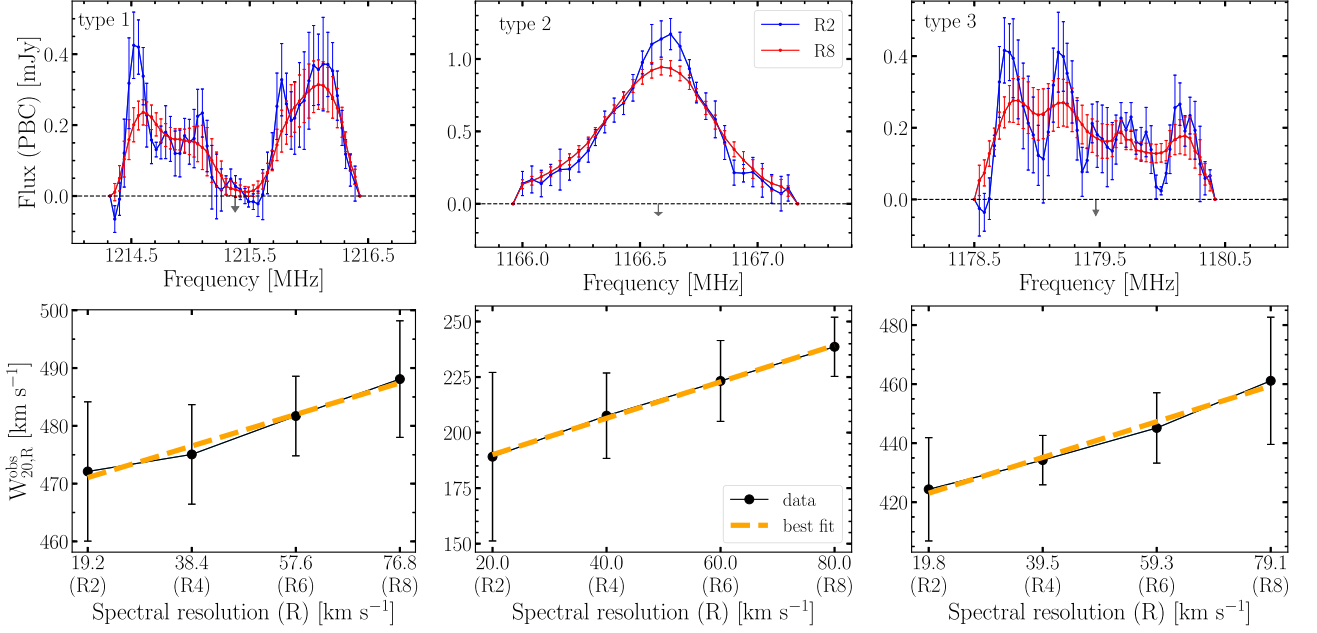 type 1
Flux (PBC) [mJy]
0.4
0.2
0.0
1214.5
1215.5
1216.5
Frequency [MHz]
type 2
R2
R8
1.0
0.5
0.0
1166.0
1166.5
1167.0
Frequency [MHz]
type 3
0.4
0.2
0.0
1178.5
1179.5
1180.5
Frequency [MHz]
W^obs_20,R [km s⁻¹]
500
490
480
470
460
19.2 38.4 57.6 76.8
(R2) (R4) (R6) (R8)
Spectral resolution (R) [km s⁻¹]
250
225
200
175
150
data
best fit
20.0 40.0 60.0 80.0
(R2) (R4) (R6) (R8)
Spectral resolution (R) [km s⁻¹]
480
460
440
420
19.8 39.5 59.3 79.1
(R2) (R4) (R6) (R8)
Spectral resolution (R) [km s⁻¹]